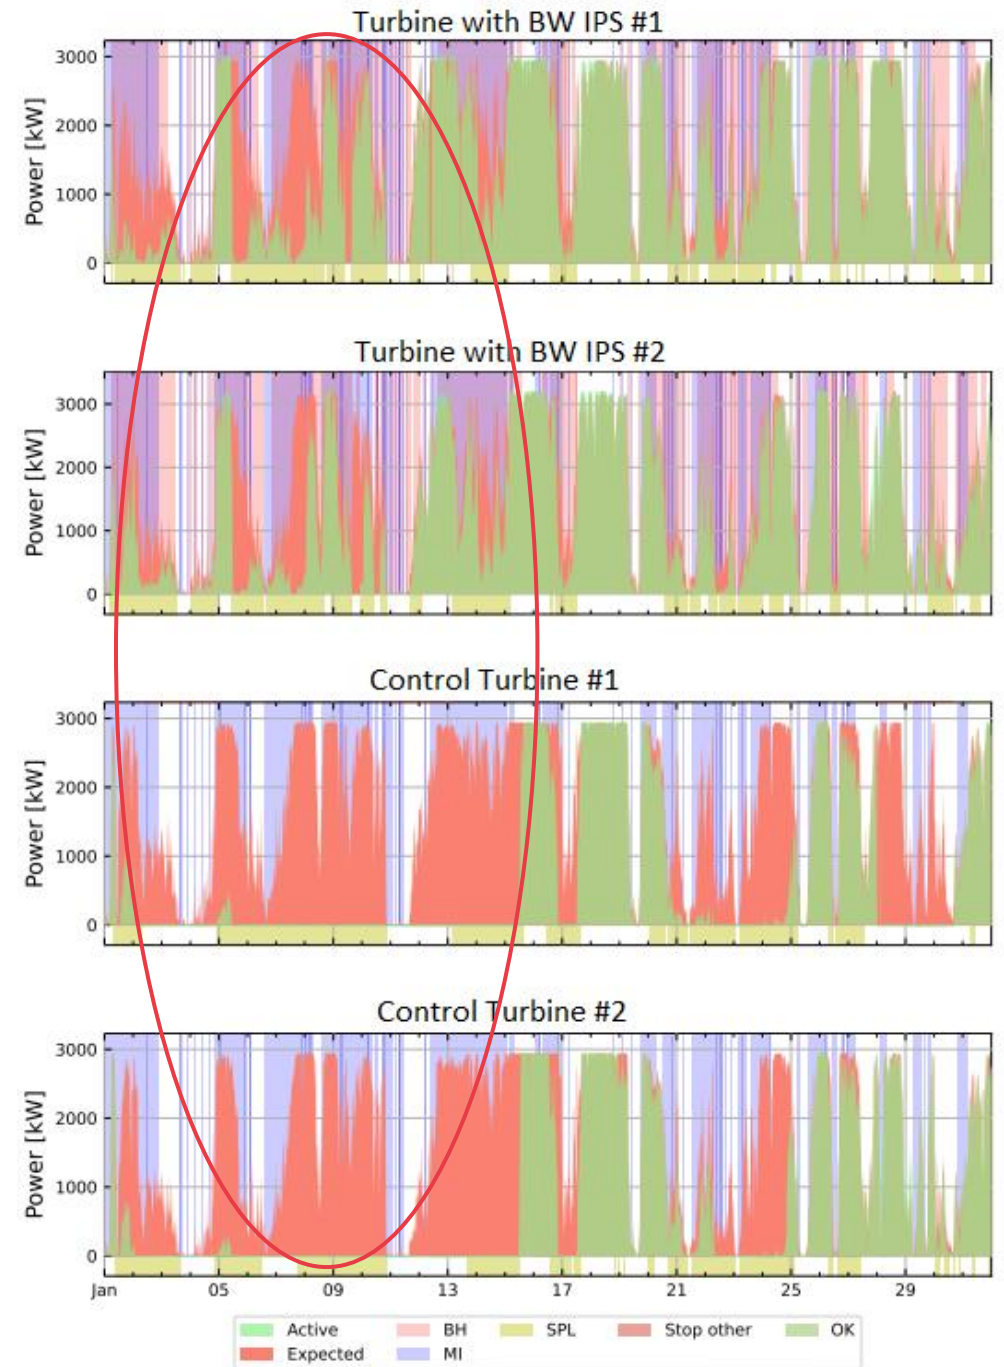 Turbine with BW IPS #1
Power [kW]
3000
2000
1000
0
Turbine with BW IPS #2
Power [kW]
3000
2000
1000
0
Control Turbine #1
Power [kW]
3000
2000
1000
0
Control Turbine #2
Power [kW]
3000
2000
1000
0
Jan 05 09 13 17 21 25 29
Active BH SPL Stop other OK
Expected MI